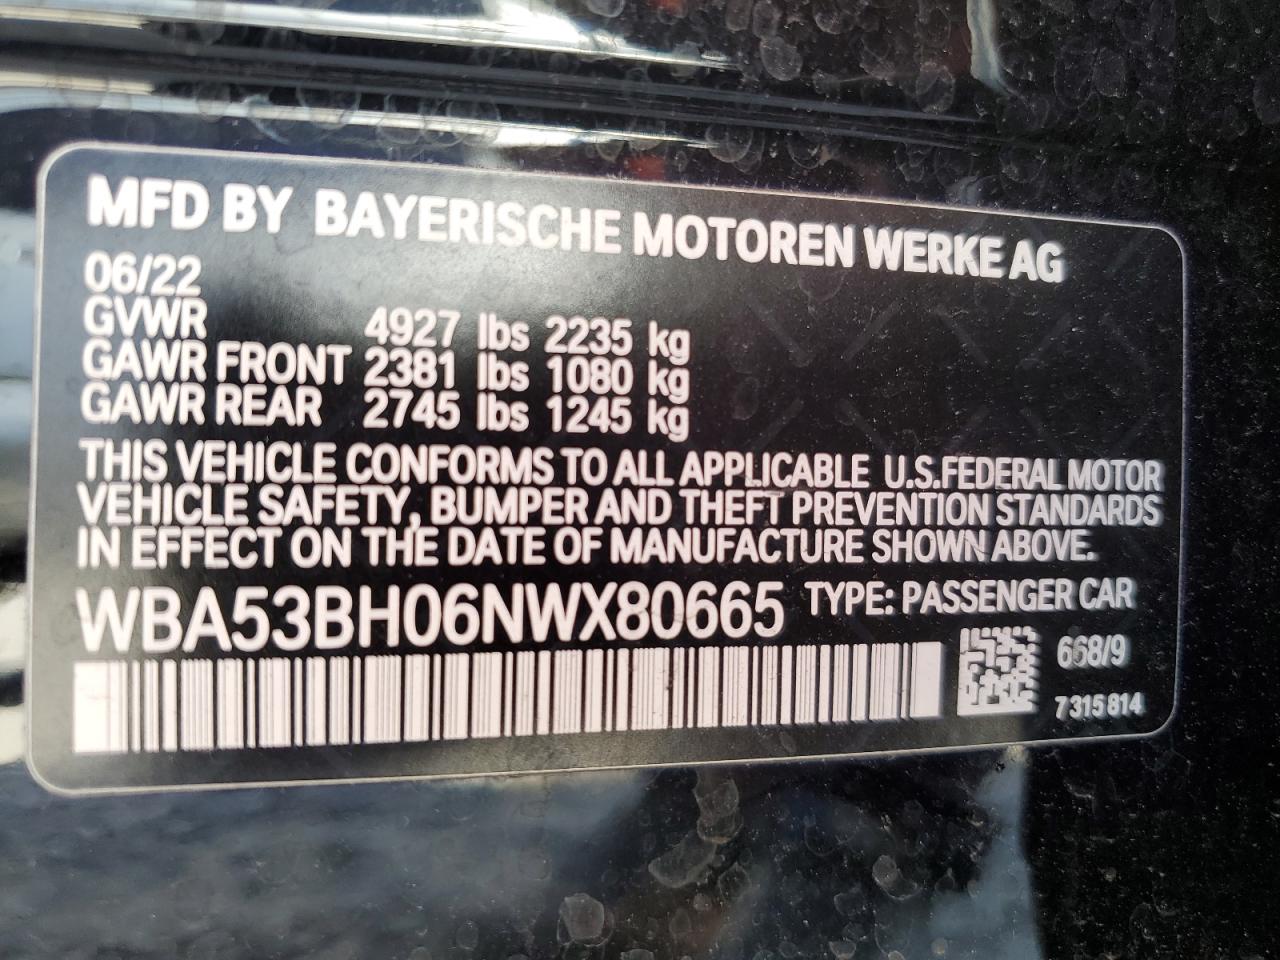 MFD BY BAYERISCHE MOTOREN WERKE AG
06/22
GVWR 4927 lbs 2235 kg
GAWR FRONT 2381 lbs 1080 kg
GAWR REAR 2745 lbs 1245 kg
THIS VEHICLE CONFORMS TO ALL APPLICABLE U.S.FEDERAL MOTOR
VEHICLE SAFETY, BUMPER AND THEFT PREVENTION STANDARDS
IN EFFECT ON THE DATE OF MANUFACTURE SHOWN ABOVE.
WBA53BH06NWX80665 TYPE: PASSENGER CAR
668/9
7315814